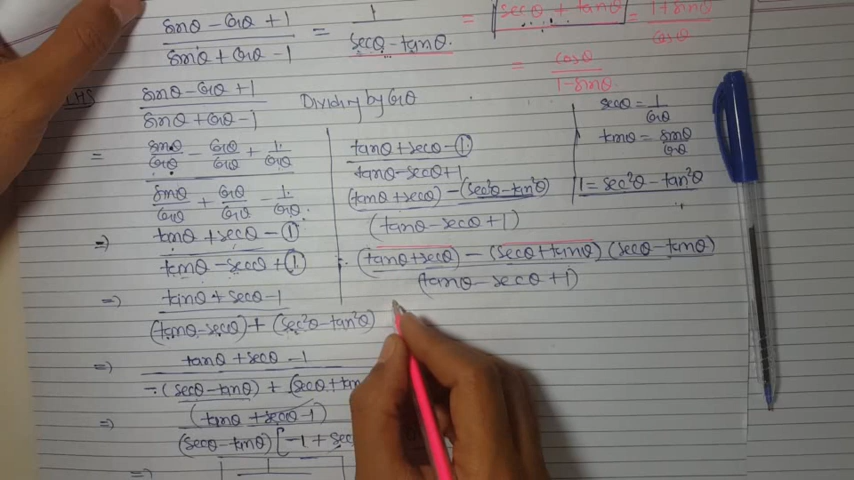 sinθ - cosθ + 1 / sinθ + cosθ - 1 = 1 / secθ - tanθ. = secθ + tanθ = 1 + sinθ / cosθ
= cosθ / 1 - sinθ
LHS sinθ - cosθ + 1 / sinθ + cosθ - 1 Dividing by cosθ
= sinθ/cosθ - cosθ/cosθ + 1/cosθ / sinθ/cosθ + cosθ/cosθ - 1/cosθ.
=) tanθ + secθ - 1 / tanθ - secθ + 1
=) tanθ + secθ - 1 / (tanθ - secθ) + (sec²θ - tan²θ)
=) tanθ + secθ - 1 / - (secθ - tanθ) + (secθ + tan
=) (tanθ + secθ - 1) / (secθ - tanθ) [ -1 + sec
=)
tanθ + secθ - 1 / tanθ - secθ + 1
(tanθ + secθ) - (sec²θ - tan²θ) / (tanθ - secθ + 1)
(tanθ + secθ) - (secθ + tanθ) (secθ - tanθ) / (tanθ - secθ + 1)
secθ = 1/cosθ
tanθ = sinθ/cosθ
1 = sec²θ - tan²θ